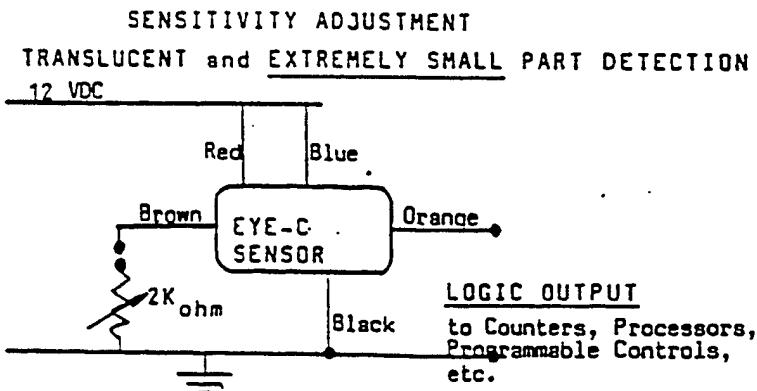 SENSITIVITY ADJUSTMENT
TRANSLUCENT and EXTREMELY SMALL PART DETECTION
12 VDC
Red
Blue
Brown
EYE-C
SENSOR
Orange
2K ohm
Black
LOGIC OUTPUT
to Counters, Processors,
Programmable Controls,
etc.